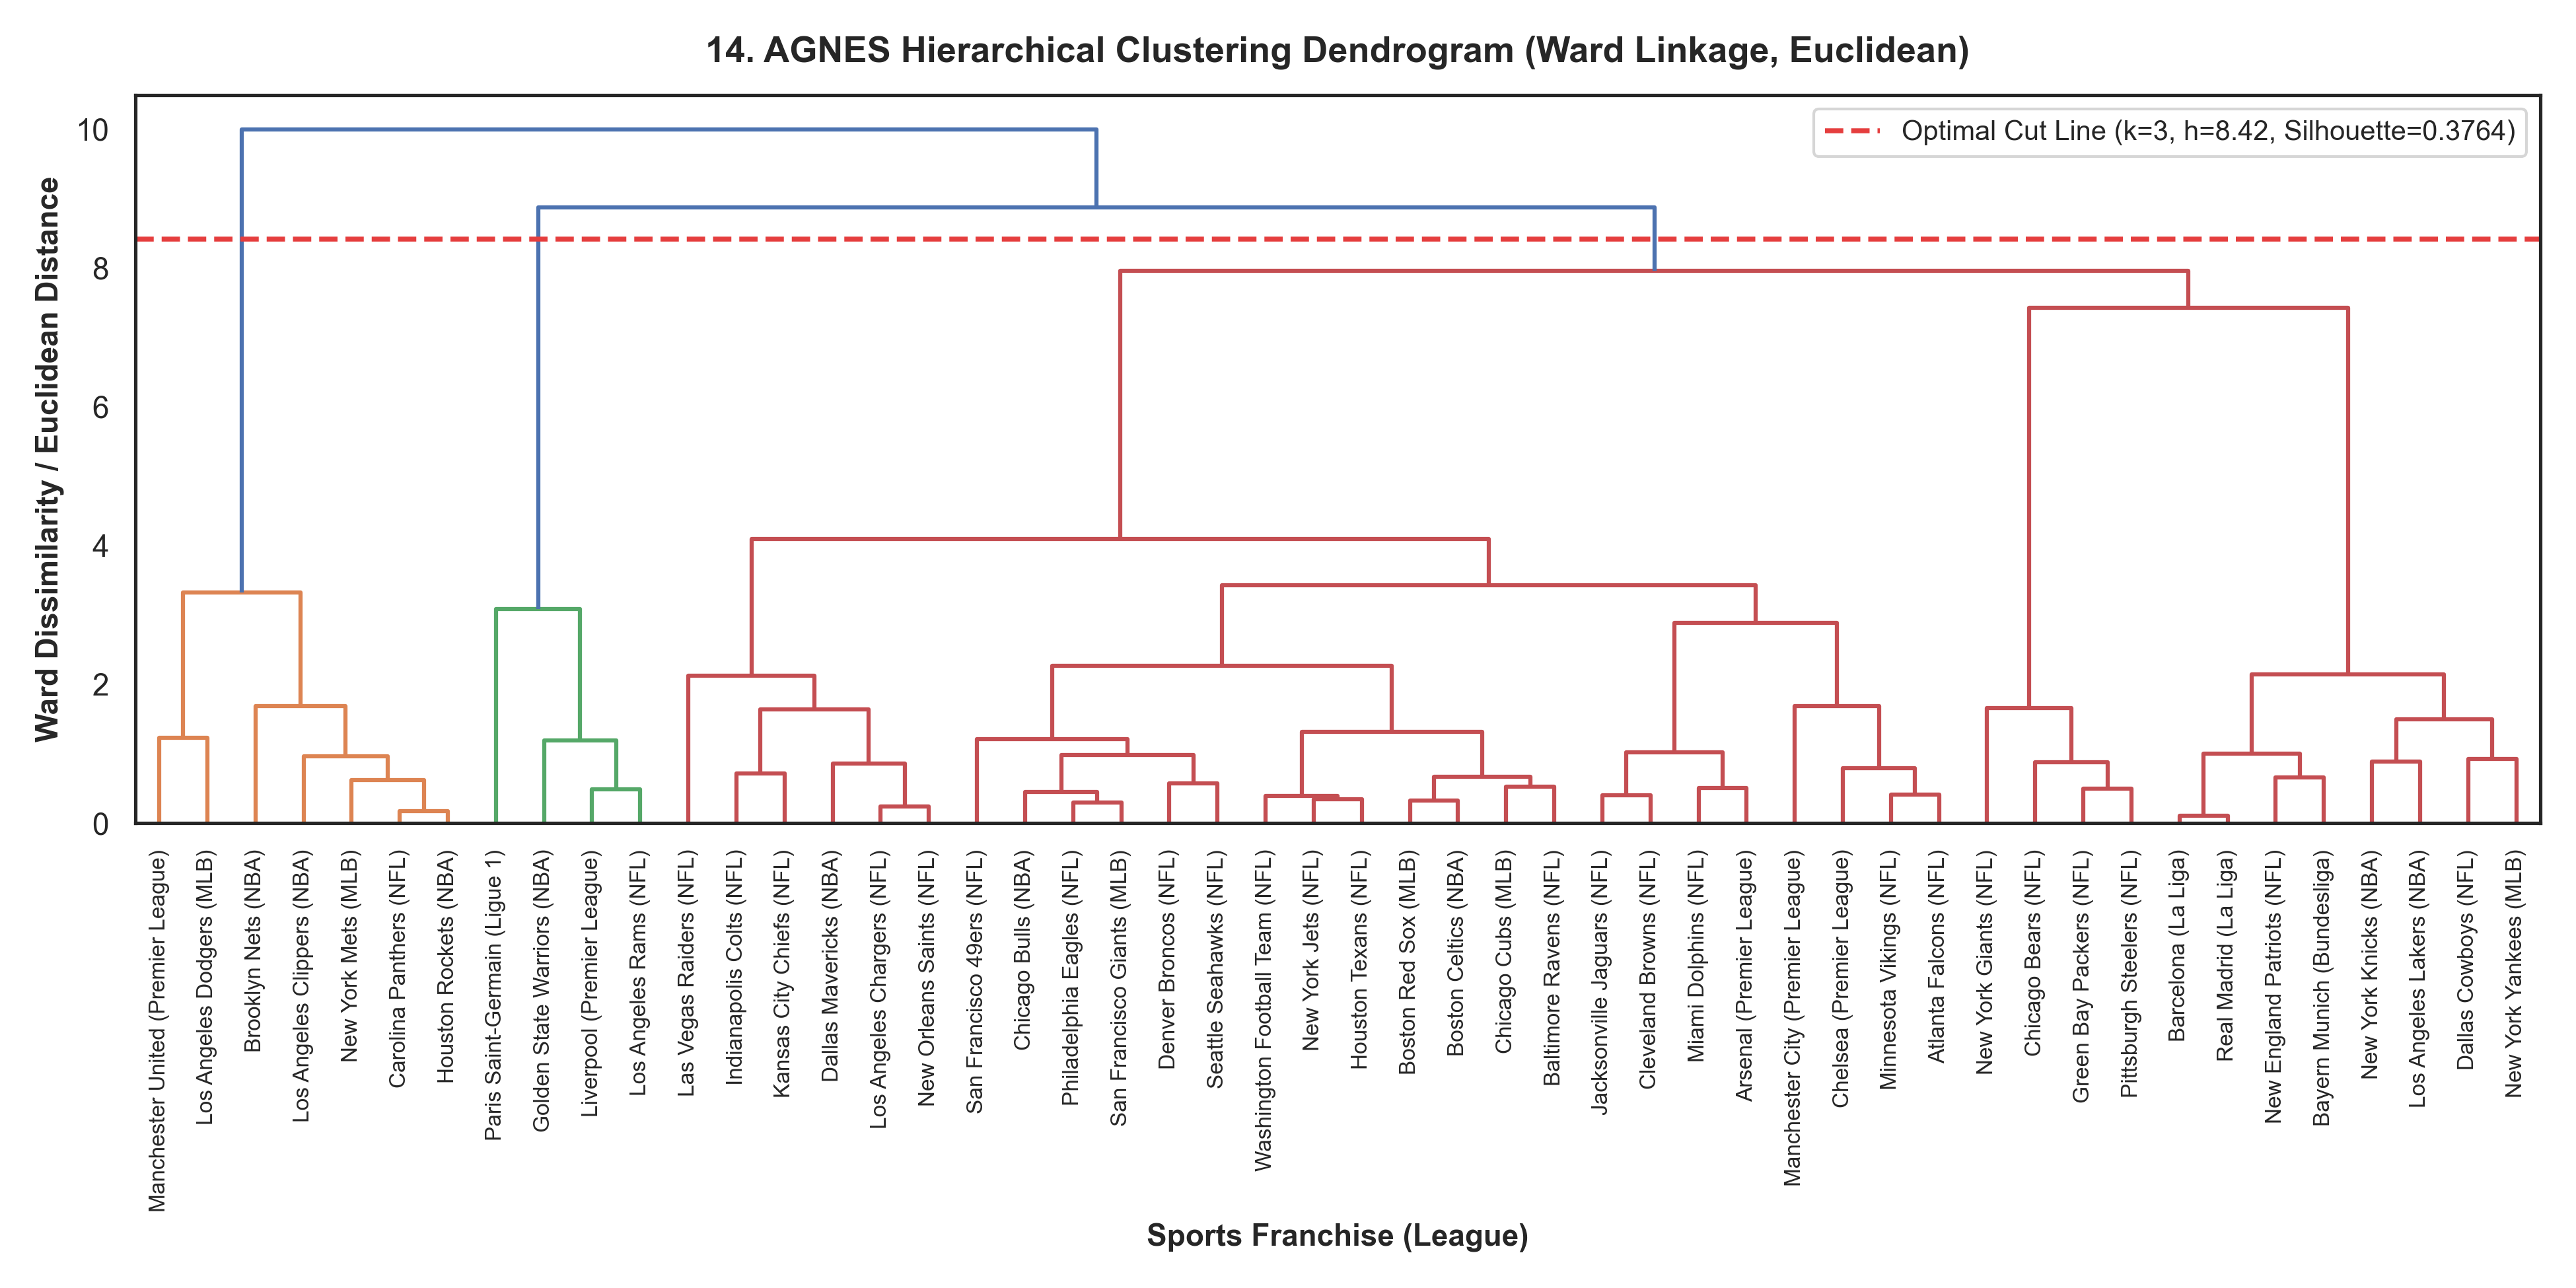 14. AGNES Hierarchical Clustering Dendrogram (Ward Linkage, Euclidean)
Optimal Cut Line (k=3, h=8.42, Silhouette=0.3764)
Ward Dissimilarity / Euclidean Distance
10
8
6
4
2
0
Manchester United (Premier League)
Los Angeles Dodgers (MLB)
Brooklyn Nets (NBA)
Los Angeles Clippers (NBA)
New York Mets (MLB)
Carolina Panthers (NFL)
Houston Rockets (NBA)
Paris Saint-Germain (Ligue 1)
Golden State Warriors (NBA)
Liverpool (Premier League)
Los Angeles Rams (NFL)
Las Vegas Raiders (NFL)
Indianapolis Colts (NFL)
Kansas City Chiefs (NFL)
Dallas Mavericks (NBA)
Los Angeles Chargers (NFL)
New Orleans Saints (NFL)
San Francisco 49ers (NFL)
Chicago Bulls (NBA)
Philadelphia Eagles (NFL)
San Francisco Giants (MLB)
Denver Broncos (NFL)
Seattle Seahawks (NFL)
Washington Football Team (NFL)
New York Jets (NFL)
Houston Texans (NFL)
Boston Red Sox (MLB)
Boston Celtics (NBA)
Chicago Cubs (MLB)
Baltimore Ravens (NFL)
Jacksonville Jaguars (NFL)
Cleveland Browns (NFL)
Miami Dolphins (NFL)
Arsenal (Premier League)
Manchester City (Premier League)
Chelsea (Premier League)
Minnesota Vikings (NFL)
Atlanta Falcons (NFL)
New York Giants (NFL)
Chicago Bears (NFL)
Green Bay Packers (NFL)
Pittsburgh Steelers (NFL)
Barcelona (La Liga)
Real Madrid (La Liga)
New England Patriots (NFL)
Bayern Munich (Bundesliga)
New York Knicks (NBA)
Los Angeles Lakers (NBA)
Dallas Cowboys (NFL)
New York Yankees (MLB)
Sports Franchise (League)